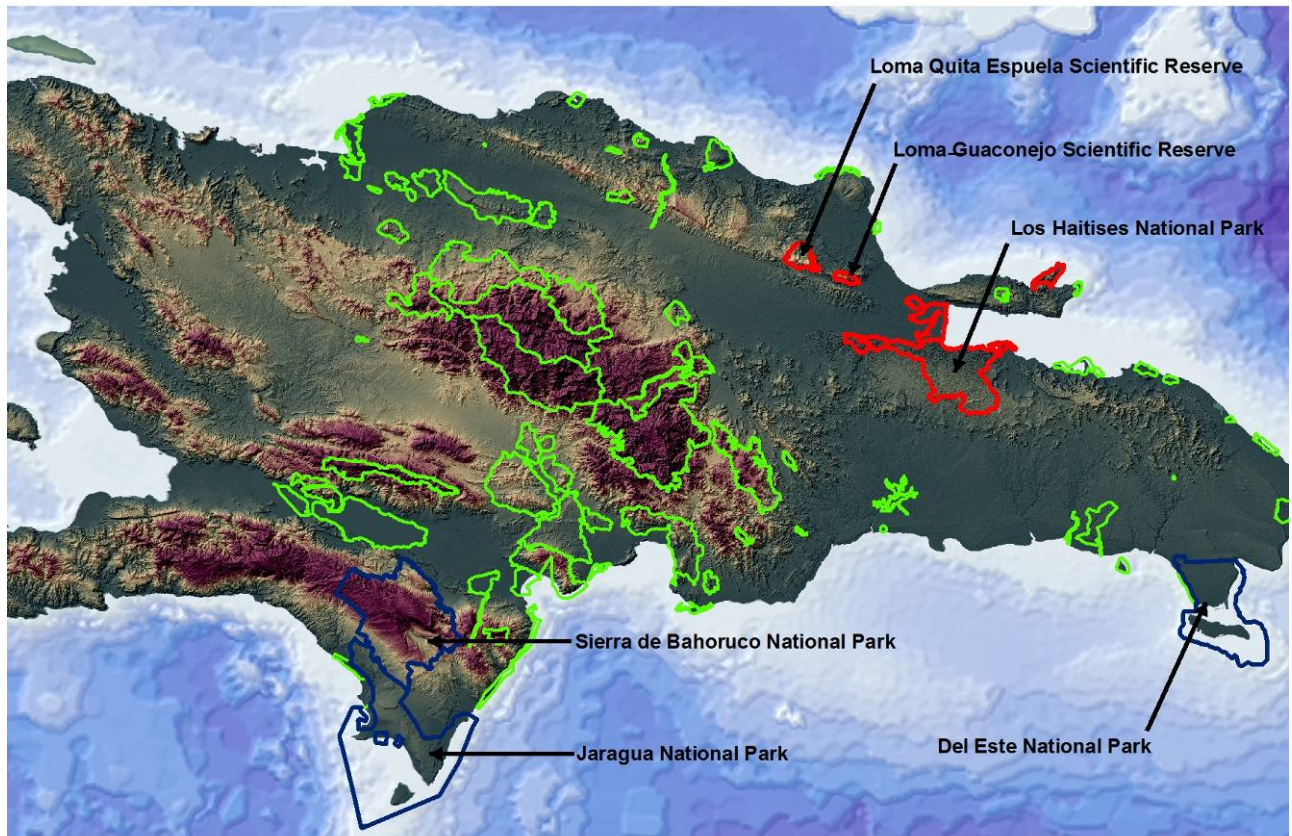 Loma Quita Espuela Scientific Reserve
Loma Guaconejo Scientific Reserve
Los Haitises National Park
Sierra de Bahoruco National Park
Jaragua National Park
Del Este National Park